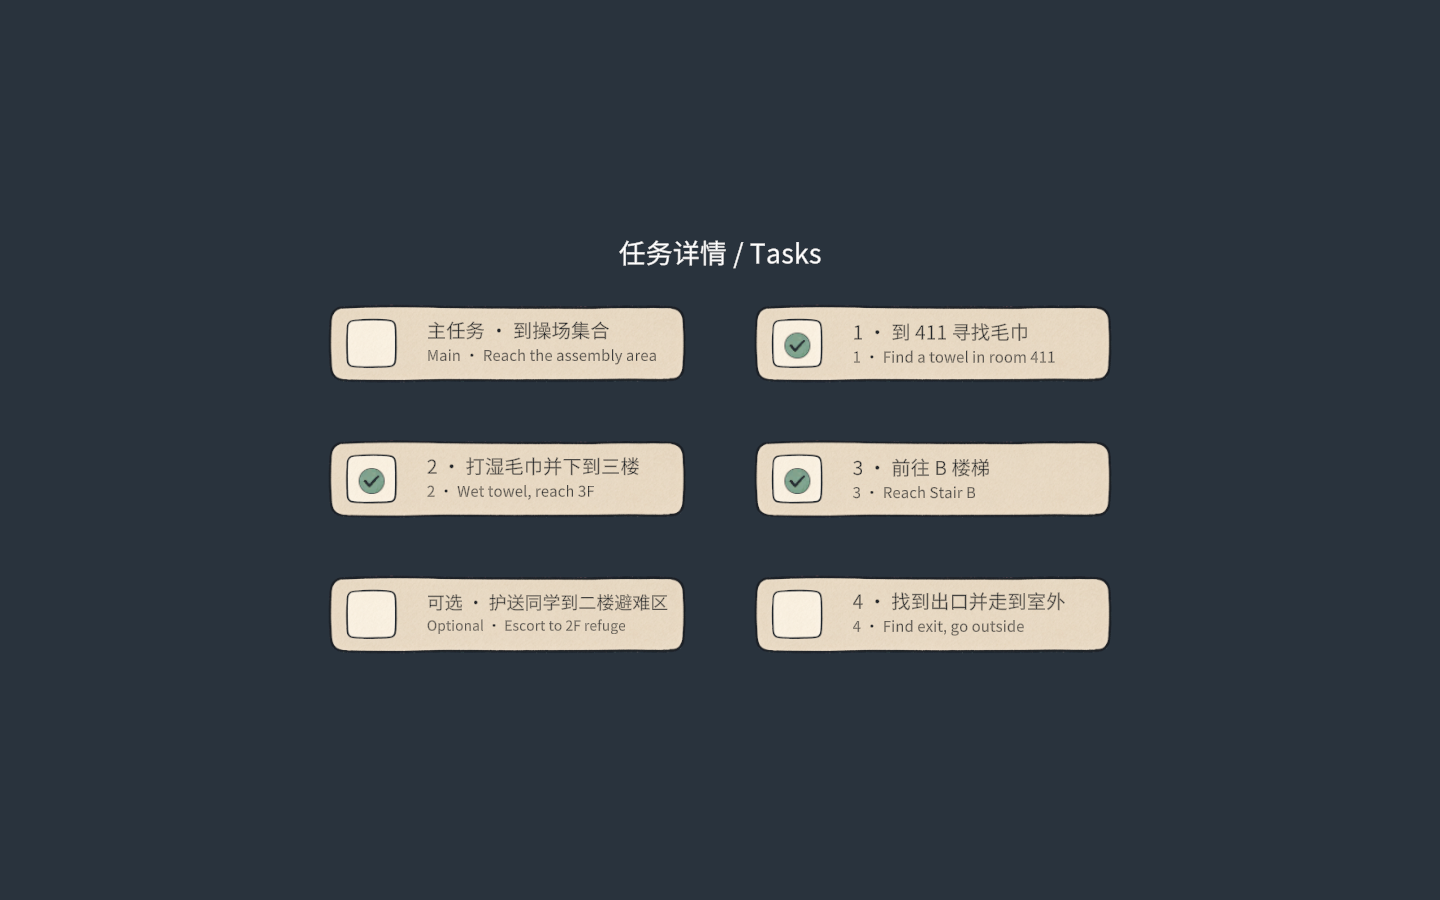 任务详情 / Tasks
主任务 · 到操场集合
Main · Reach the assembly area
1 · 到 411 寻找毛巾
1 · Find a towel in room 411
2 · 打湿毛巾并下到三楼
2 · Wet towel, reach 3F
3 · 前往 B 楼梯
3 · Reach Stair B
可选 · 护送同学到二楼避难区
Optional · Escort to 2F refuge
4 · 找到出口并走到室外
4 · Find exit, go outside